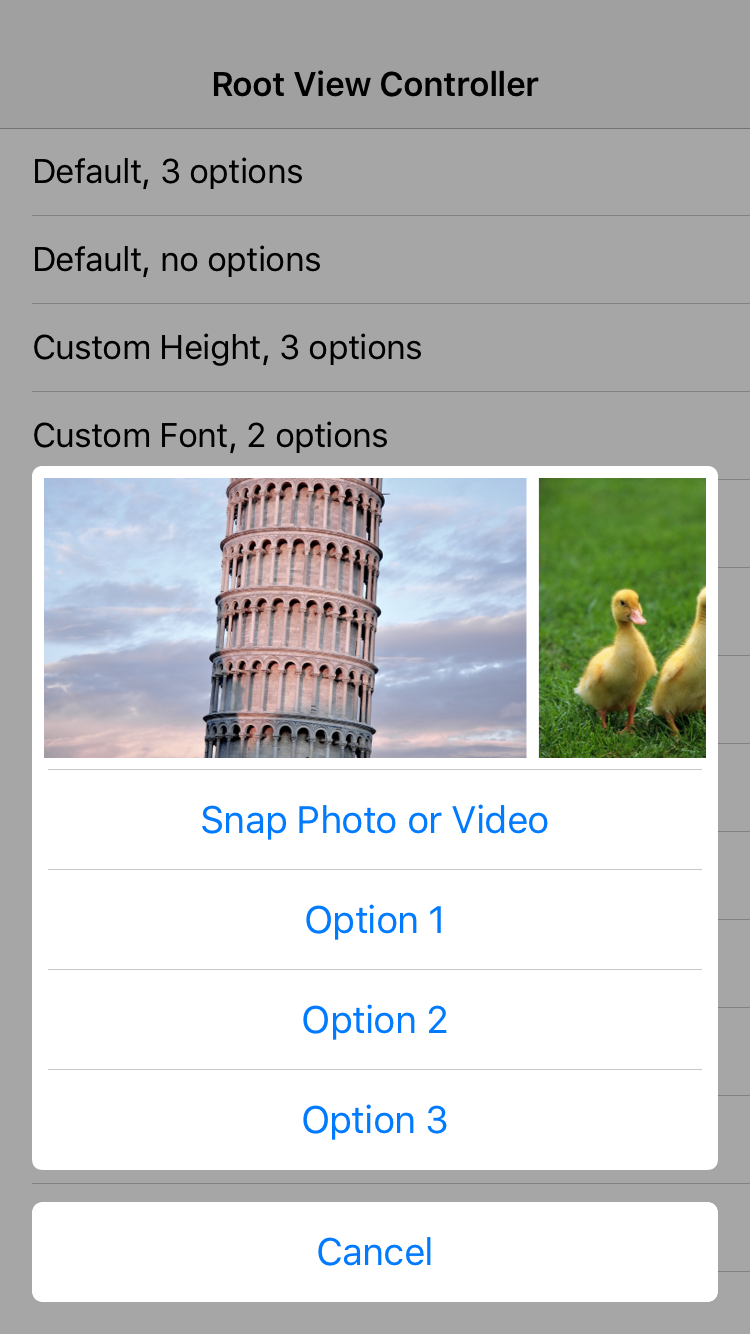 Root View Controller
Default, 3 options
Default, no options
Custom Height, 3 options
Custom Font, 2 options
Snap Photo or Video
Option 1
Option 2
Option 3
Cancel